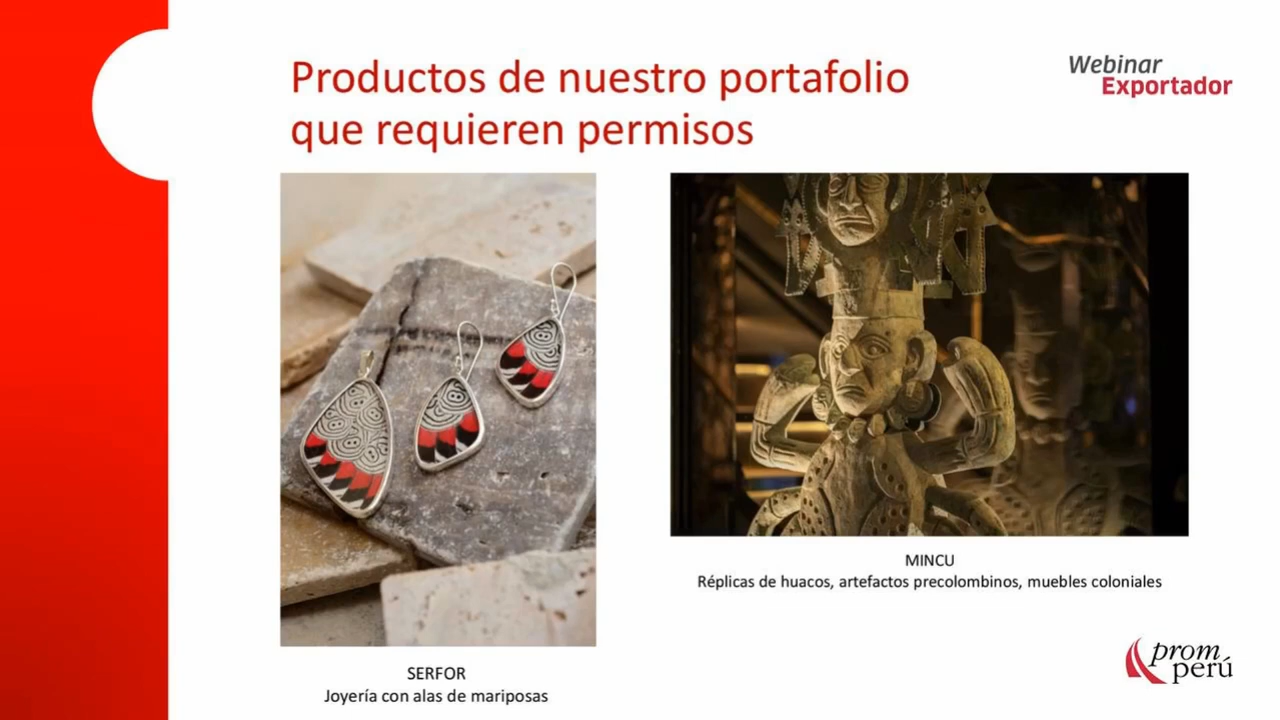 Productos de nuestro portafolio
que requieren permisos
Webinar
Exportador
MINCU
Réplicas de huacos, artefactos precolombinos, muebles coloniales
SERFOR
Joyería con alas de mariposas
prom
perú